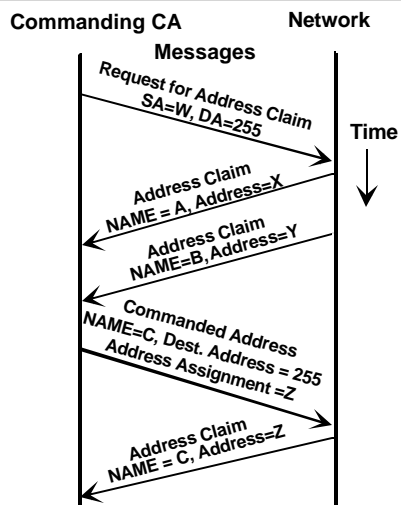 Commanding CA
Network
Messages
Request for Address Claim
SA=W, DA=255
Time
Address Claim
NAME = A, Address=X
Address Claim
NAME=B, Address=Y
Commanded Address
NAME=C, Dest. Address = 255
Address Assignment =Z
Address Claim
NAME = C, Address=Z